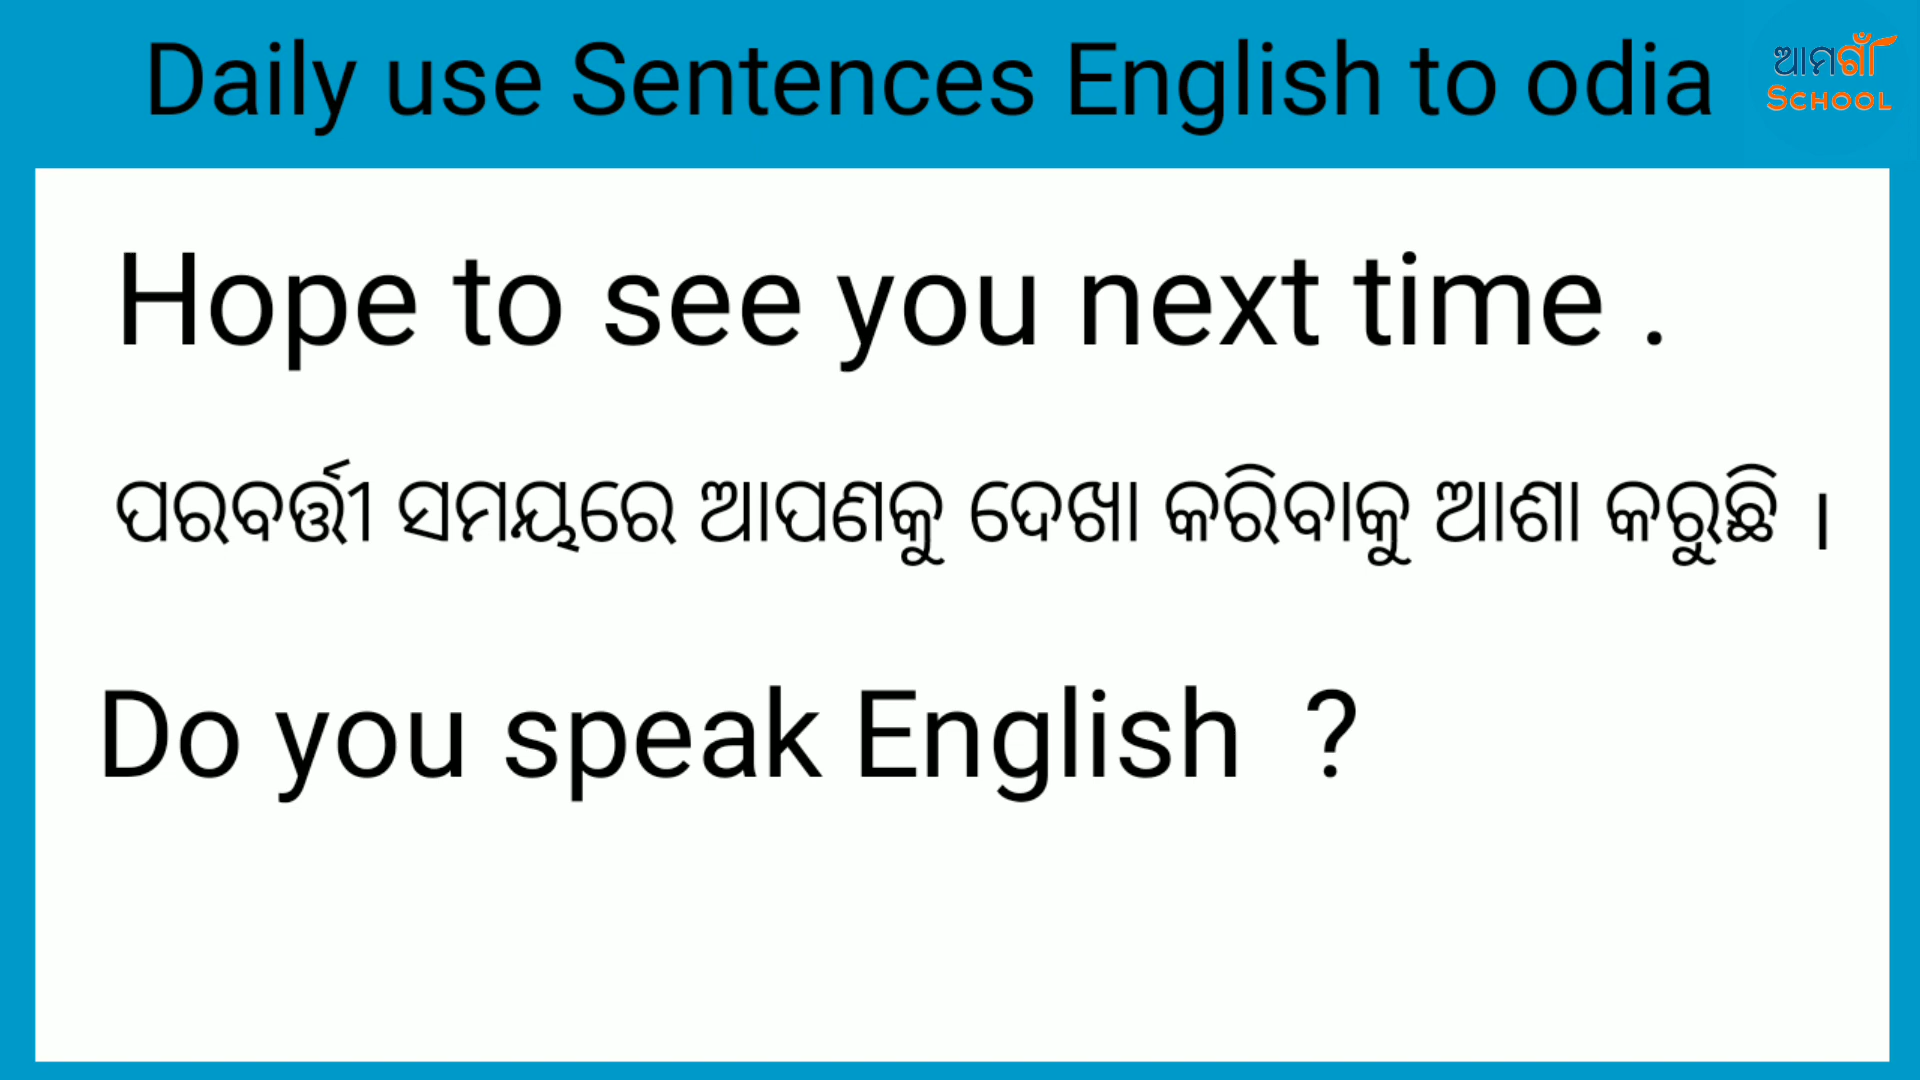 Daily use Sentences English to odia
ଆମଗାଁ
SCHOOL
Hope to see you next time .
ପରବର୍ତ୍ତୀ ସମୟରେ ଆପଣକୁ ଦେଖା କରିବାକୁ ଆଶା କରୁଛି ।
Do you speak English ?